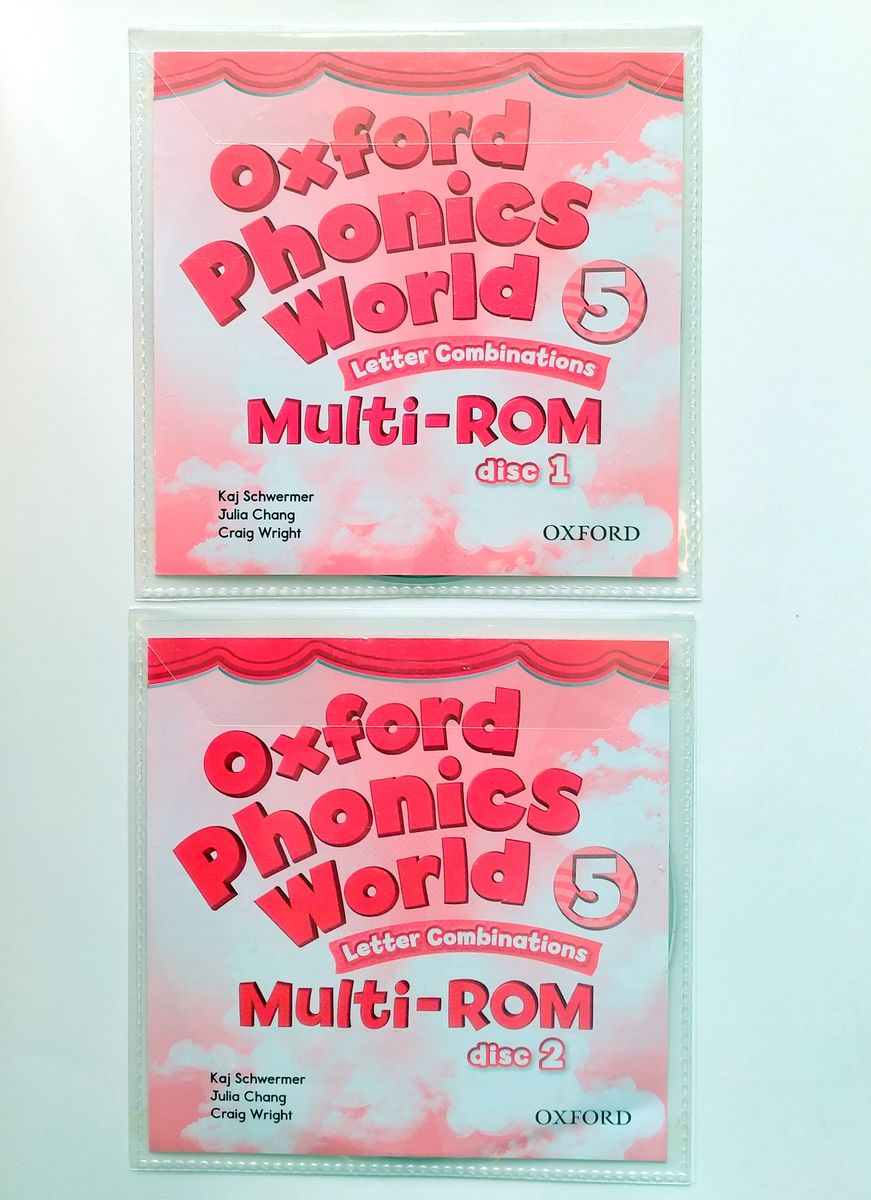 Oxford
Phonics
World 5
Letter Combinations
Multi-ROM
disc 1
Kaj Schwermer
Julia Chang
Craig Wright
OXFORD
Oxford
Phonics
World 5
Letter Combinations
Multi-ROM
disc 2
Kaj Schwermer
Julia Chang
Craig Wright
OXFORD